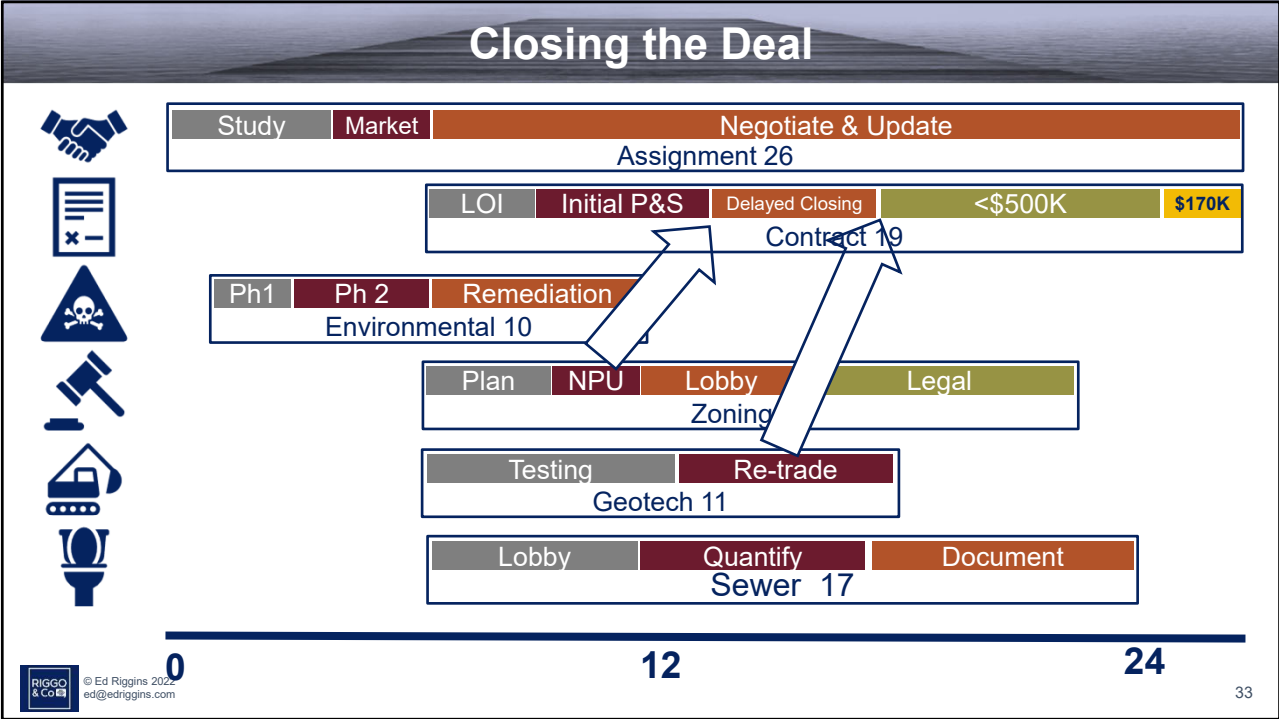 Closing the Deal
Study Market Negotiate & Update
Assignment 26
LOI Initial P&S Delayed Closing <$500K $170K
Contract 19
Ph1 Ph 2 Remediation
Environmental 10
Plan NPU Lobby Legal
Zoning
Testing Re-trade
Geotech 11
Lobby Quantify Document
Sewer 17
0 12 24
RIGGO
& Co
© Ed Riggins 2022
ed@edriggins.com
33